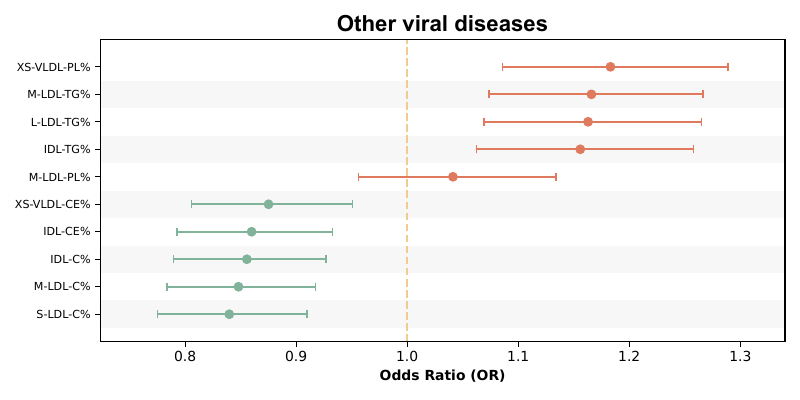 Other viral diseases
XS-VLDL-PL%
M-LDL-TG%
L-LDL-TG%
IDL-TG%
M-LDL-PL%
XS-VLDL-CE%
IDL-CE%
IDL-C%
M-LDL-C%
S-LDL-C%
0.8 0.9 1.0 1.1 1.2 1.3
Odds Ratio (OR)